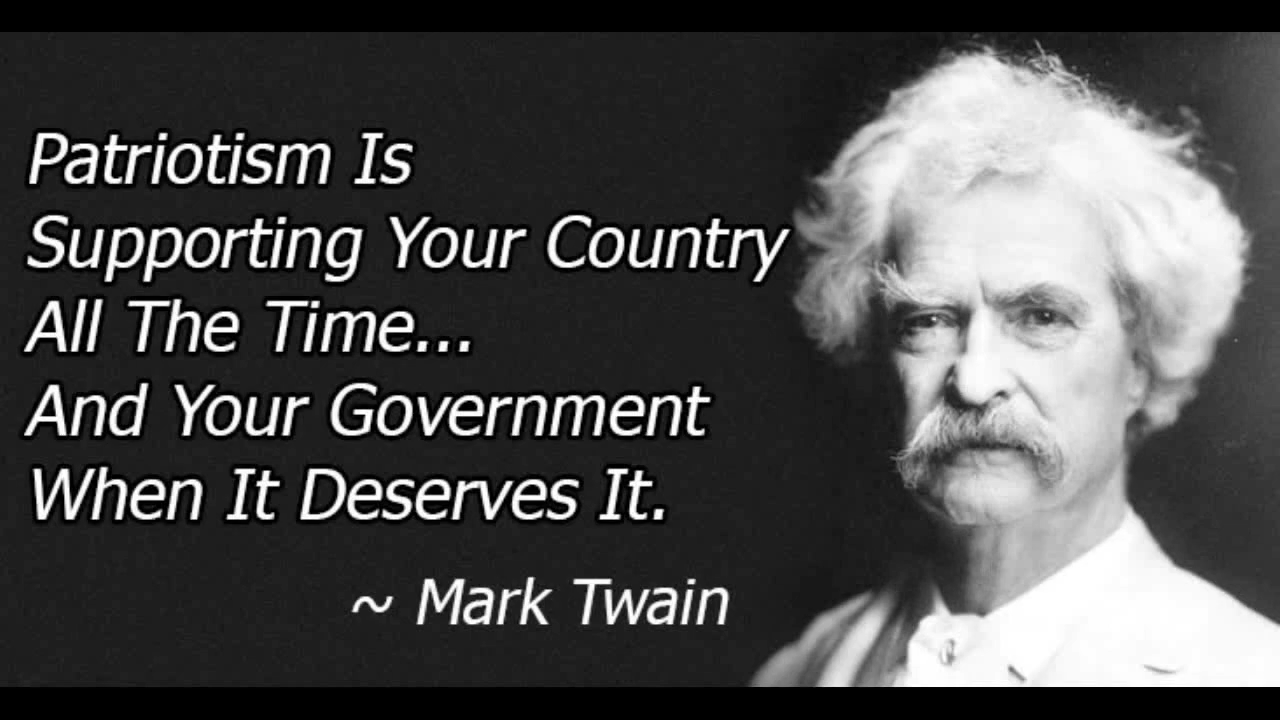 Patriotism Is
Supporting Your Country
All The Time...
And Your Government
When It Deserves It.
~ Mark Twain